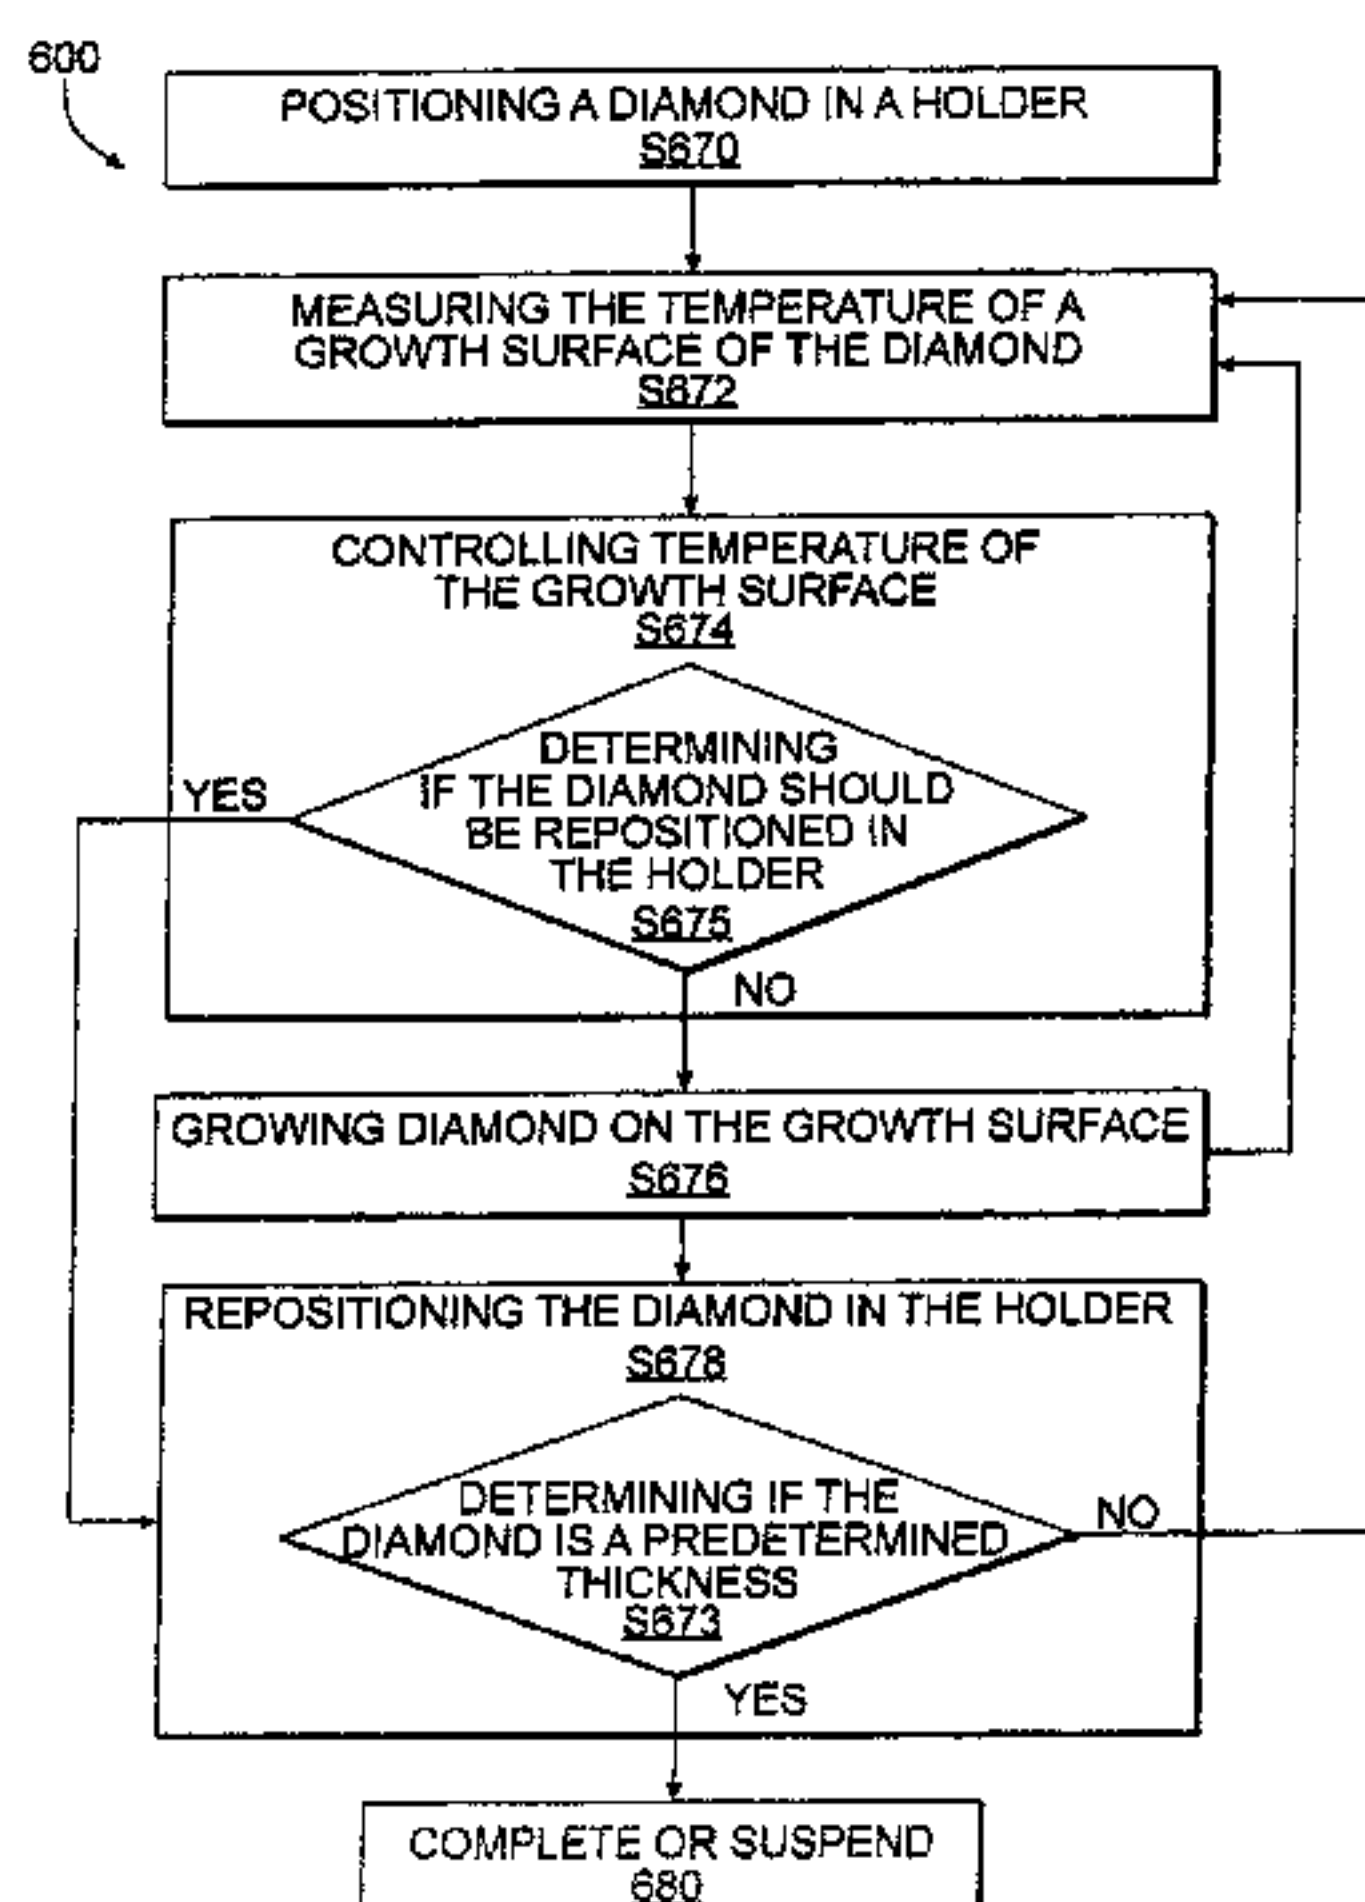 600
POSITIONING A DIAMOND IN A HOLDER
S670
MEASURING THE TEMPERATURE OF A
GROWTH SURFACE OF THE DIAMOND
S672
CONTROLLING TEMPERATURE OF
THE GROWTH SURFACE
S674
DETERMINING
IF THE DIAMOND SHOULD
BE REPOSITIONED IN
THE HOLDER
S675
YES
NO
GROWING DIAMOND ON THE GROWTH SURFACE
S676
REPOSITIONING THE DIAMOND IN THE HOLDER
S678
DETERMINING IF THE
DIAMOND IS A PREDETERMINED
THICKNESS
S673
NO
YES
COMPLETE OR SUSPEND
680